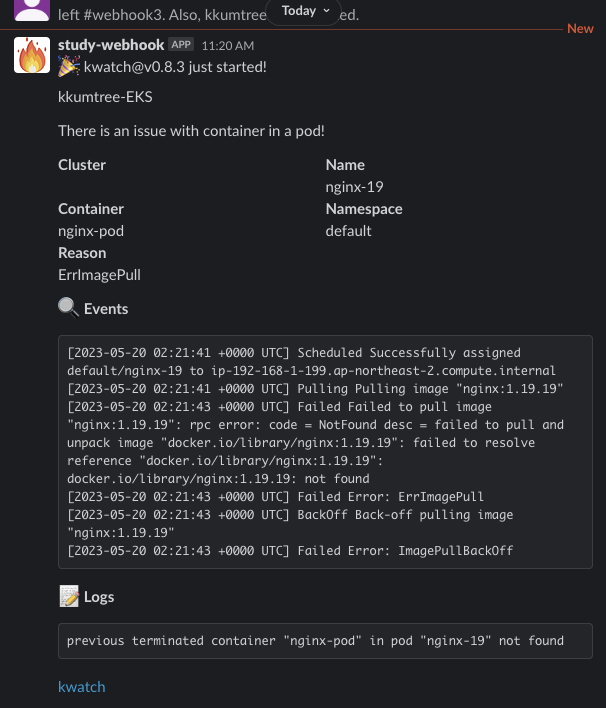 left #webhook3. Also, kkumtree ed.
Today
New
study-webhook APP 11:20 AM
kwatch@v0.8.3 just started!
kkumtree-EKS
There is an issue with container in a pod!
Cluster Name
nginx-19
Container Namespace
nginx-pod default
Reason
ErrImagePull
Events
[2023-05-20 02:21:41 +0000 UTC] Scheduled Successfully assigned
default/nginx-19 to ip-192-168-1-199.ap-northeast-2.compute.internal
[2023-05-20 02:21:41 +0000 UTC] Pulling Pulling image "nginx:1.19.19"
[2023-05-20 02:21:43 +0000 UTC] Failed Failed to pull image
"nginx:1.19.19": rpc error: code = NotFound desc = failed to pull and
unpack image "docker.io/library/nginx:1.19.19": failed to resolve
reference "docker.io/library/nginx:1.19.19":
docker.io/library/nginx:1.19.19: not found
[2023-05-20 02:21:43 +0000 UTC] Failed Error: ErrImagePull
[2023-05-20 02:21:43 +0000 UTC] BackOff Back-off pulling image
"nginx:1.19.19"
[2023-05-20 02:21:43 +0000 UTC] Failed Error: ImagePullBackOff
Logs
previous terminated container "nginx-pod" in pod "nginx-19" not found
kwatch